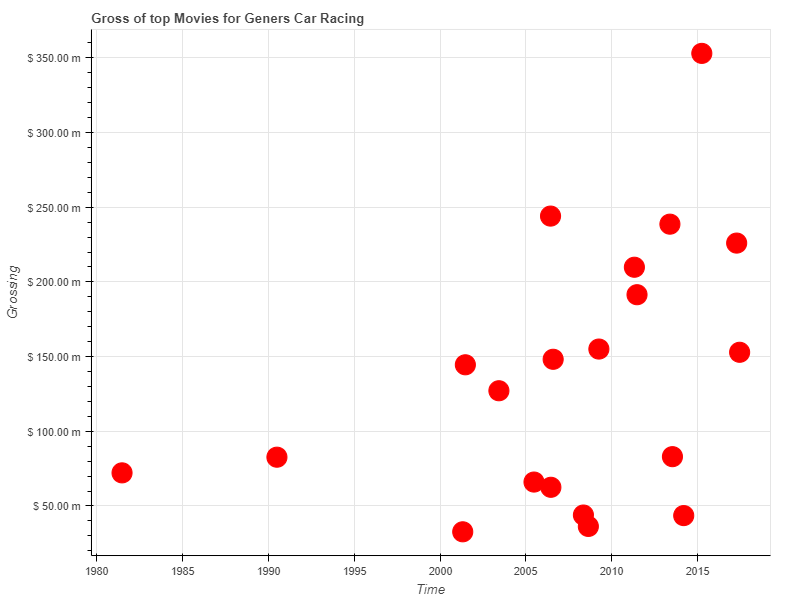 Gross of top Movies for Geners Car Racing
$ 350.00 m
$ 300.00 m
$ 250.00 m
$ 200.00 m
$ 150.00 m
$ 100.00 m
$ 50.00 m
Grossing
1980 1985 1990 1995 2000 2005 2010 2015
Time